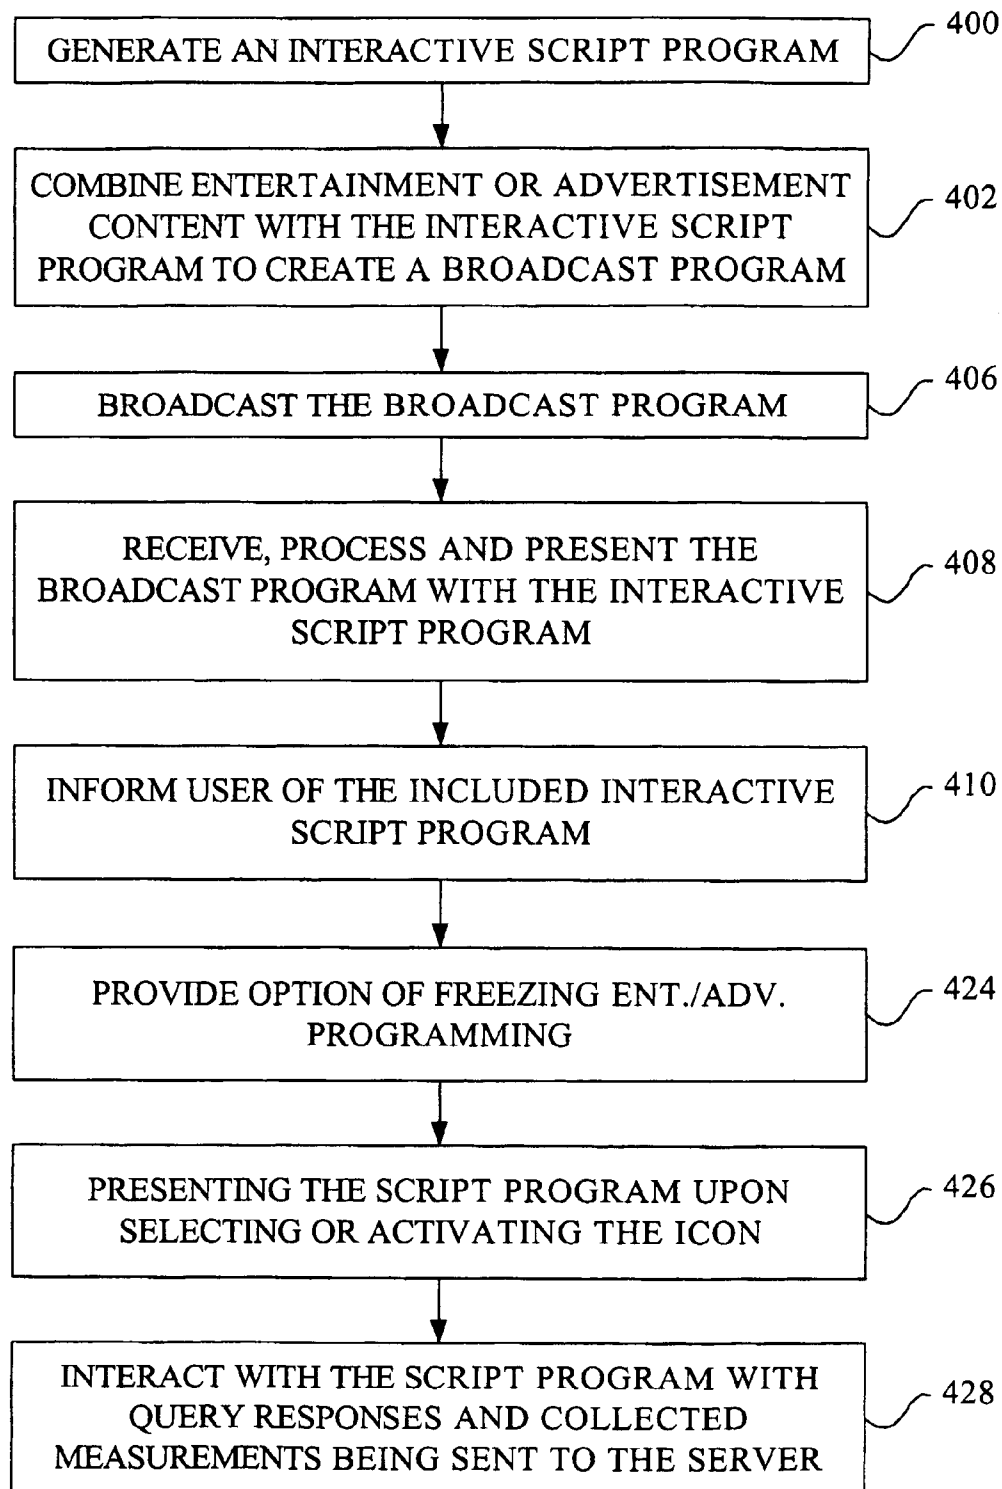 GENERATE AN INTERACTIVE SCRIPT PROGRAM
400
COMBINE ENTERTAINMENT OR ADVERTISEMENT
CONTENT WITH THE INTERACTIVE SCRIPT
PROGRAM TO CREATE A BROADCAST PROGRAM
402
BROADCAST THE BROADCAST PROGRAM
406
RECEIVE, PROCESS AND PRESENT THE
BROADCAST PROGRAM WITH THE INTERACTIVE
SCRIPT PROGRAM
408
INFORM USER OF THE INCLUDED INTERACTIVE
SCRIPT PROGRAM
410
PROVIDE OPTION OF FREEZING ENT./ADV.
PROGRAMMING
424
PRESENTING THE SCRIPT PROGRAM UPON
SELECTING OR ACTIVATING THE ICON
426
INTERACT WITH THE SCRIPT PROGRAM WITH
QUERY RESPONSES AND COLLECTED
MEASUREMENTS BEING SENT TO THE SERVER
428